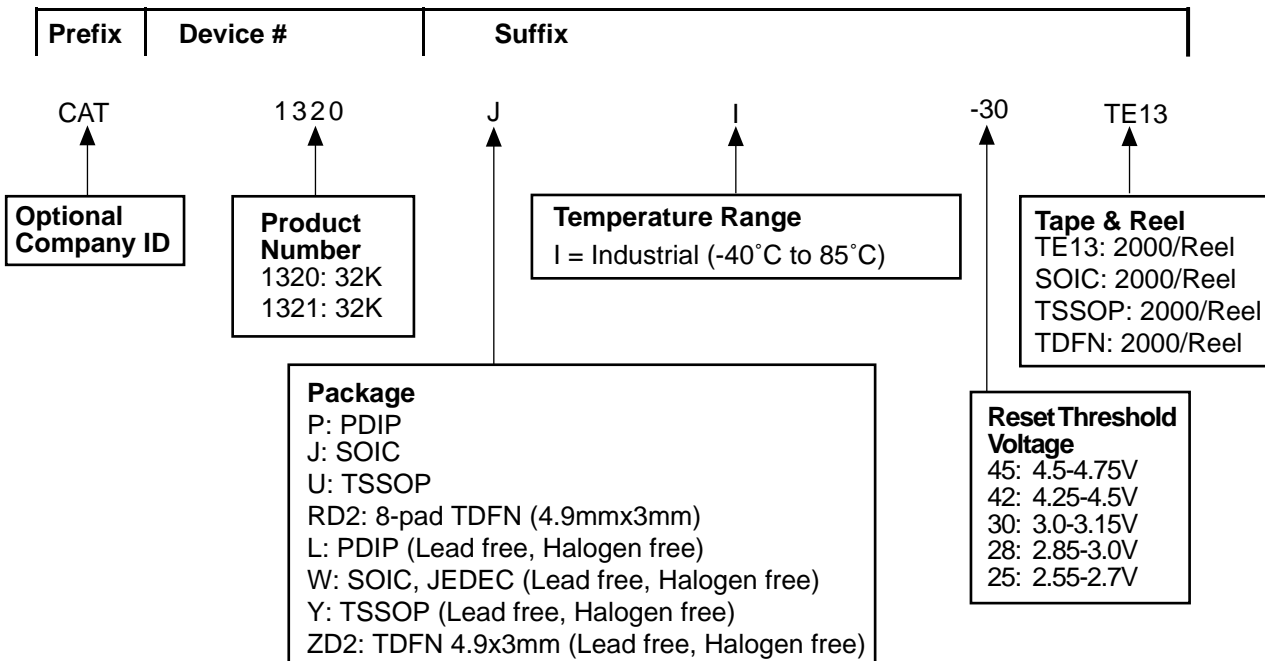 Prefix Device # Suffix
CAT 1320 J I -30 TE13
Optional
Company ID
Product
Number
1320: 32K
1321: 32K
Temperature Range
I = Industrial (-40˚C to 85˚C)
Tape & Reel
TE13: 2000/Reel
SOIC: 2000/Reel
TSSOP: 2000/Reel
TDFN: 2000/Reel
Package
P: PDIP
J: SOIC
U: TSSOP
RD2: 8-pad TDFN (4.9mmx3mm)
L: PDIP (Lead free, Halogen free)
W: SOIC, JEDEC (Lead free, Halogen free)
Y: TSSOP (Lead free, Halogen free)
ZD2: TDFN 4.9x3mm (Lead free, Halogen free)
Reset Threshold
Voltage
45: 4.5-4.75V
42: 4.25-4.5V
30: 3.0-3.15V
28: 2.85-3.0V
25: 2.55-2.7V